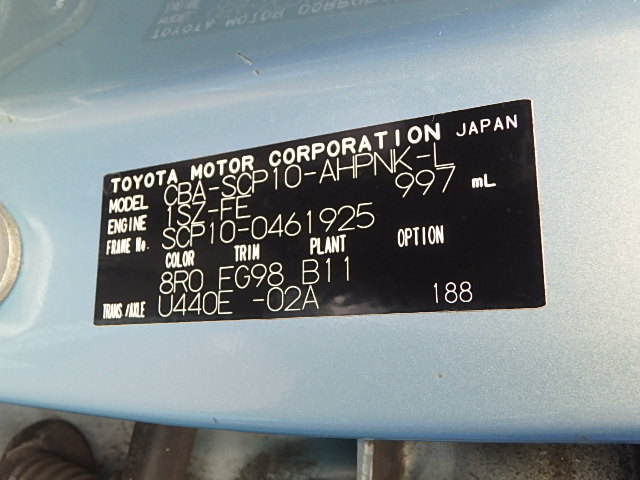 TOYOTA MOTOR CORPORATION JAPAN
MODEL CBA-SCP10-AHPNK-L
ENGINE 1SZ-FE 997 mL
FRAME No. SCP10-0461925
COLOR TRIM PLANT OPTION
8R0 FG98 B11
TRANS./AXLE U440E -02A 188